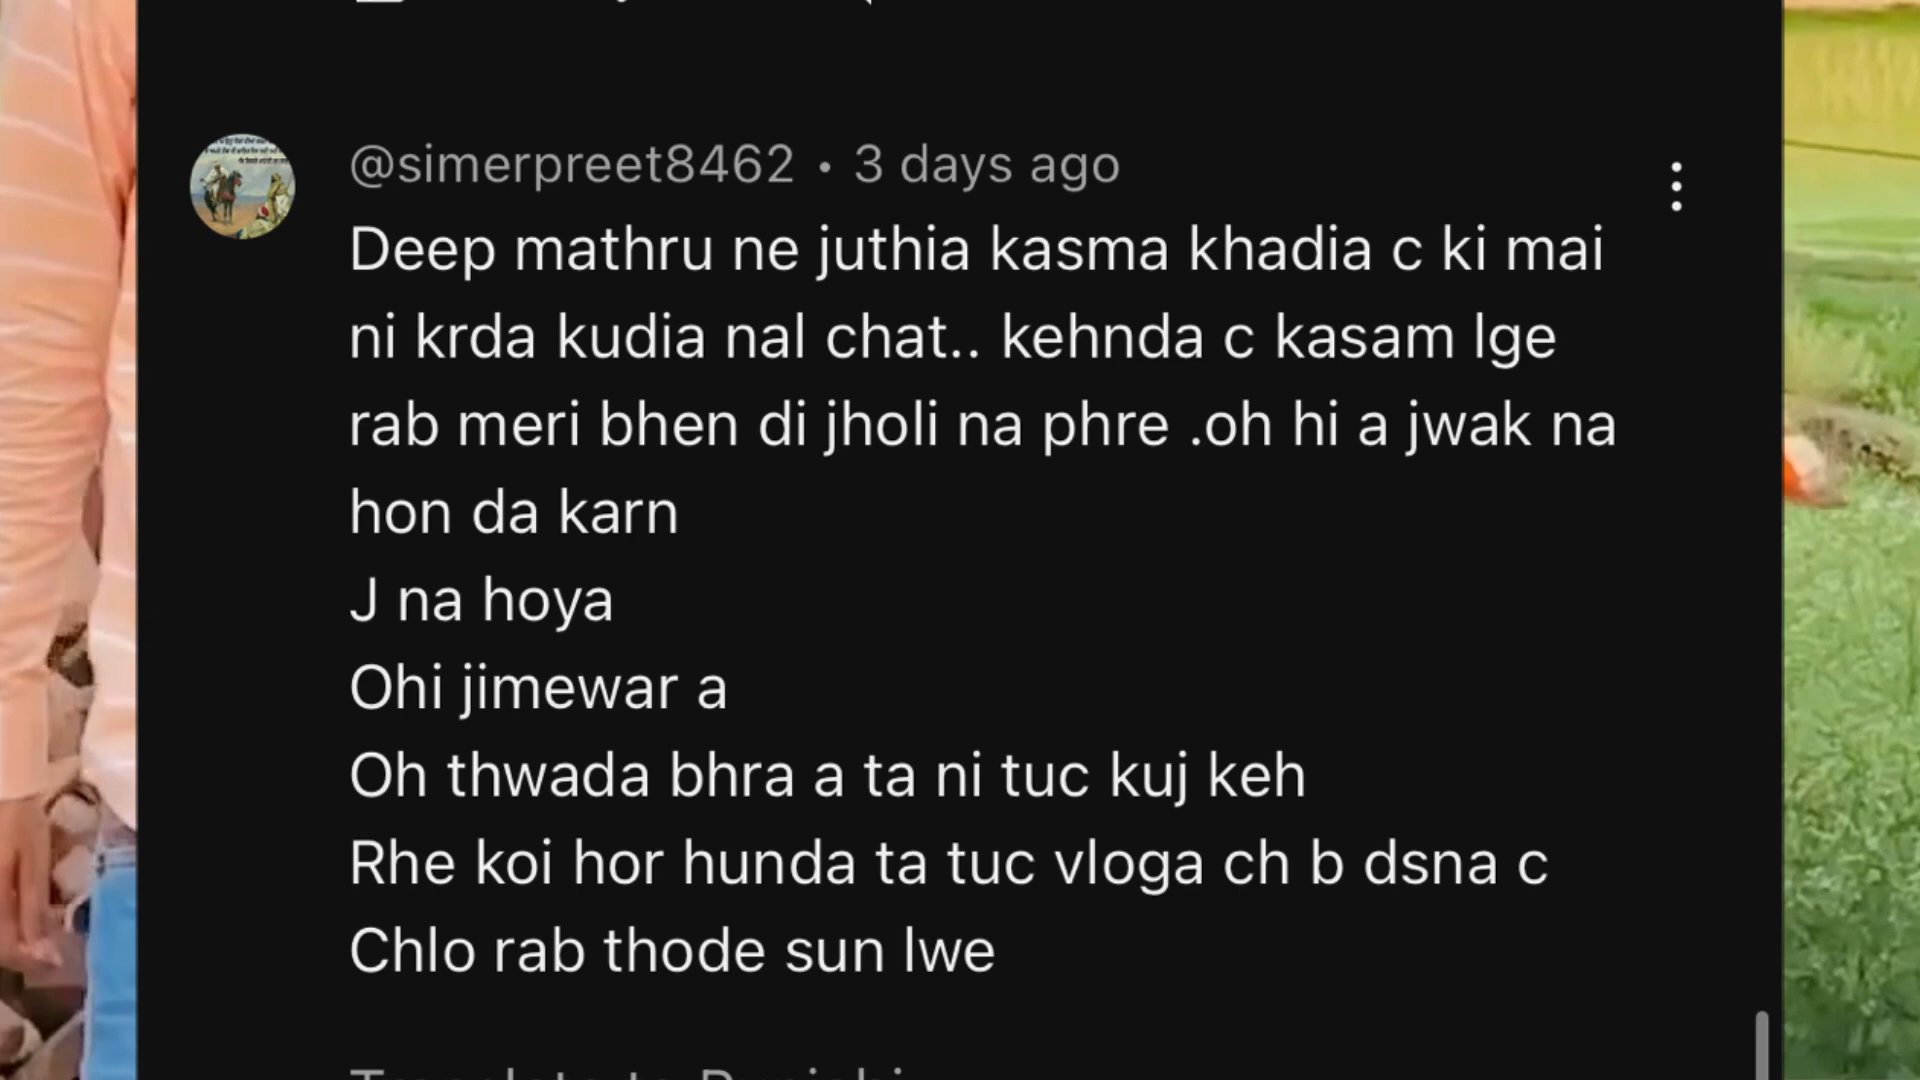 @simerpreet8462 • 3 days ago
Deep mathru ne juthia kasma khadia c ki mai
ni krda kudia nal chat.. kehnda c kasam lge
rab meri bhen di jholi na phre .oh hi a jwak na
hon da karn
J na hoya
Ohi jimewar a
Oh thwada bhra a ta ni tuc kuj keh
Rhe koi hor hunda ta tuc vloga ch b dsna c
Chlo rab thode sun lwe
Translate to Punjabi